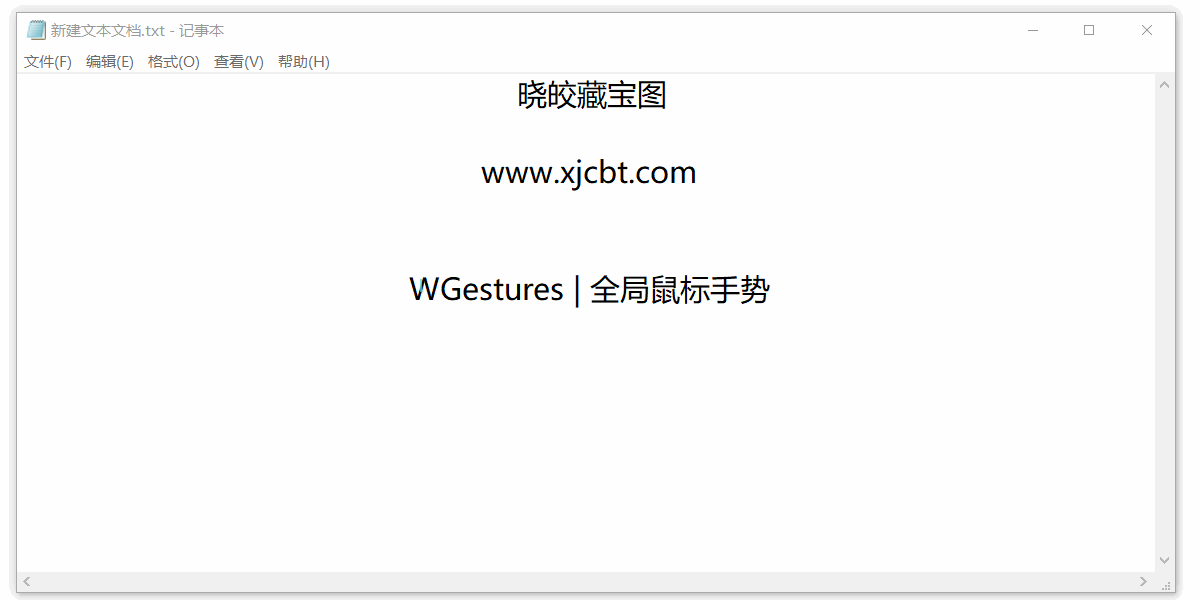 新建文本文档.txt - 记事本
文件(F) 编辑(E) 格式(O) 查看(V) 帮助(H)
晓皎藏宝图
www.xjcbt.com
WGestures | 全局鼠标手势